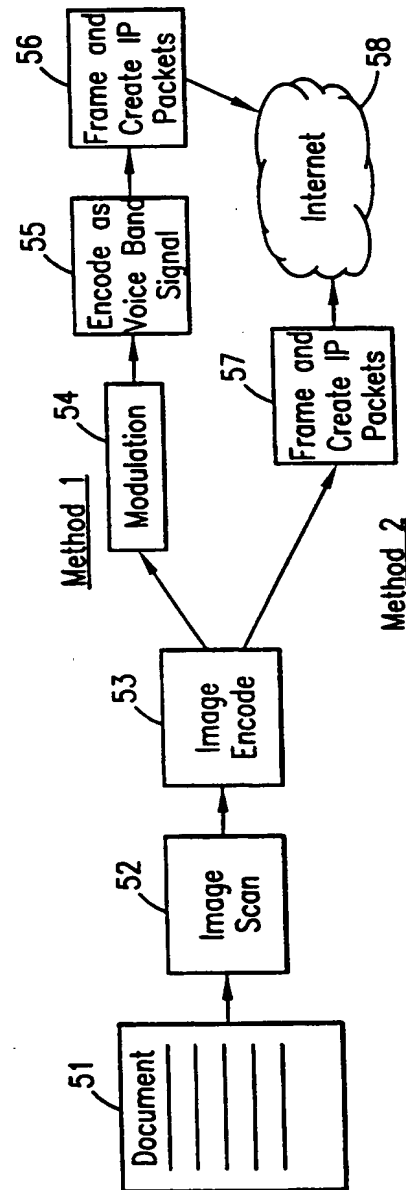 51
Document
52
Image
Scan
53
Image
Encode
Method 1
54
Modulation
55
Encode as
Voice Band
Signal
56
Frame and
Create IP
Packets
57
Frame and
Create IP
Packets
Method 2
Internet
58